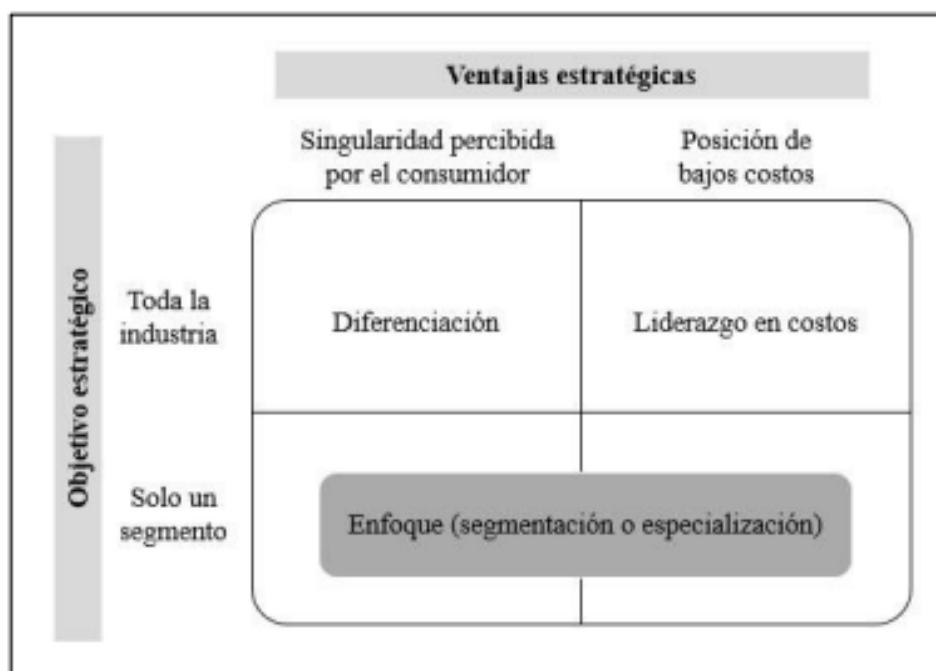 Ventajas estratégicas
Singularidad percibida
por el consumidor
Posición de
bajos costos
Objetivo estratégico
Toda la
industria
Diferenciación
Liderazgo en costos
Solo un
segmento
Enfoque (segmentación o especialización)